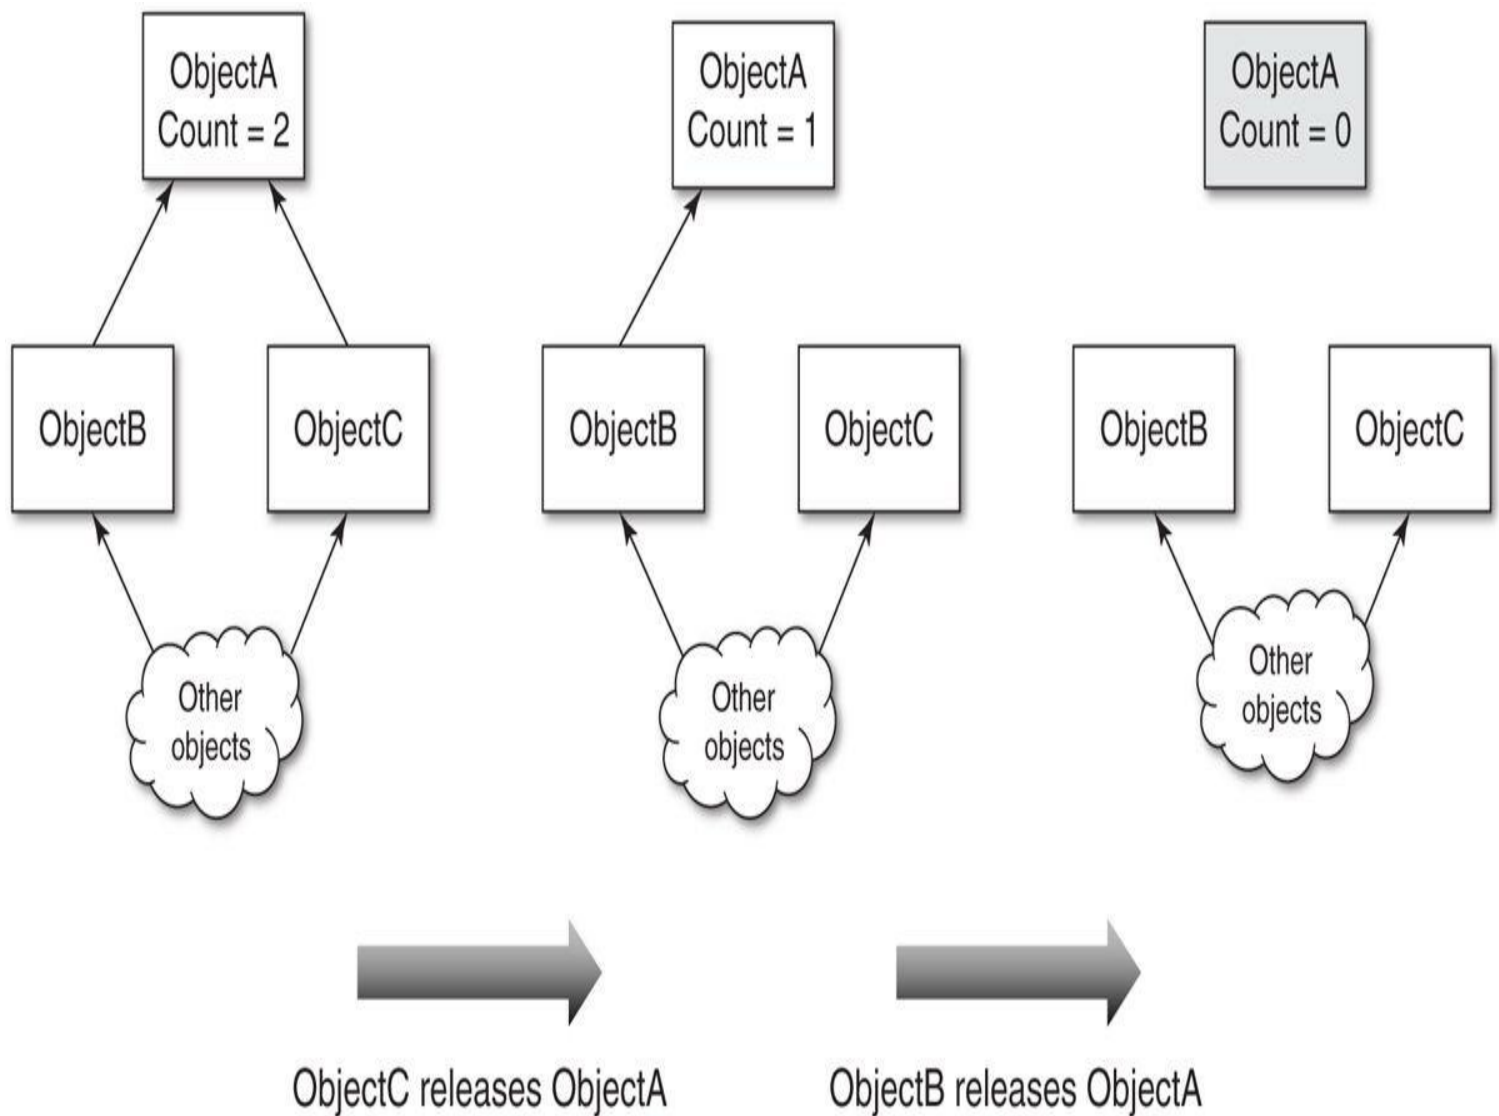 ObjectA
Count = 2
ObjectA
Count = 1
ObjectA
Count = 0
ObjectB
ObjectC
ObjectB
ObjectC
ObjectB
ObjectC
Other
objects
Other
objects
Other
objects
ObjectC releases ObjectA
ObjectB releases ObjectA